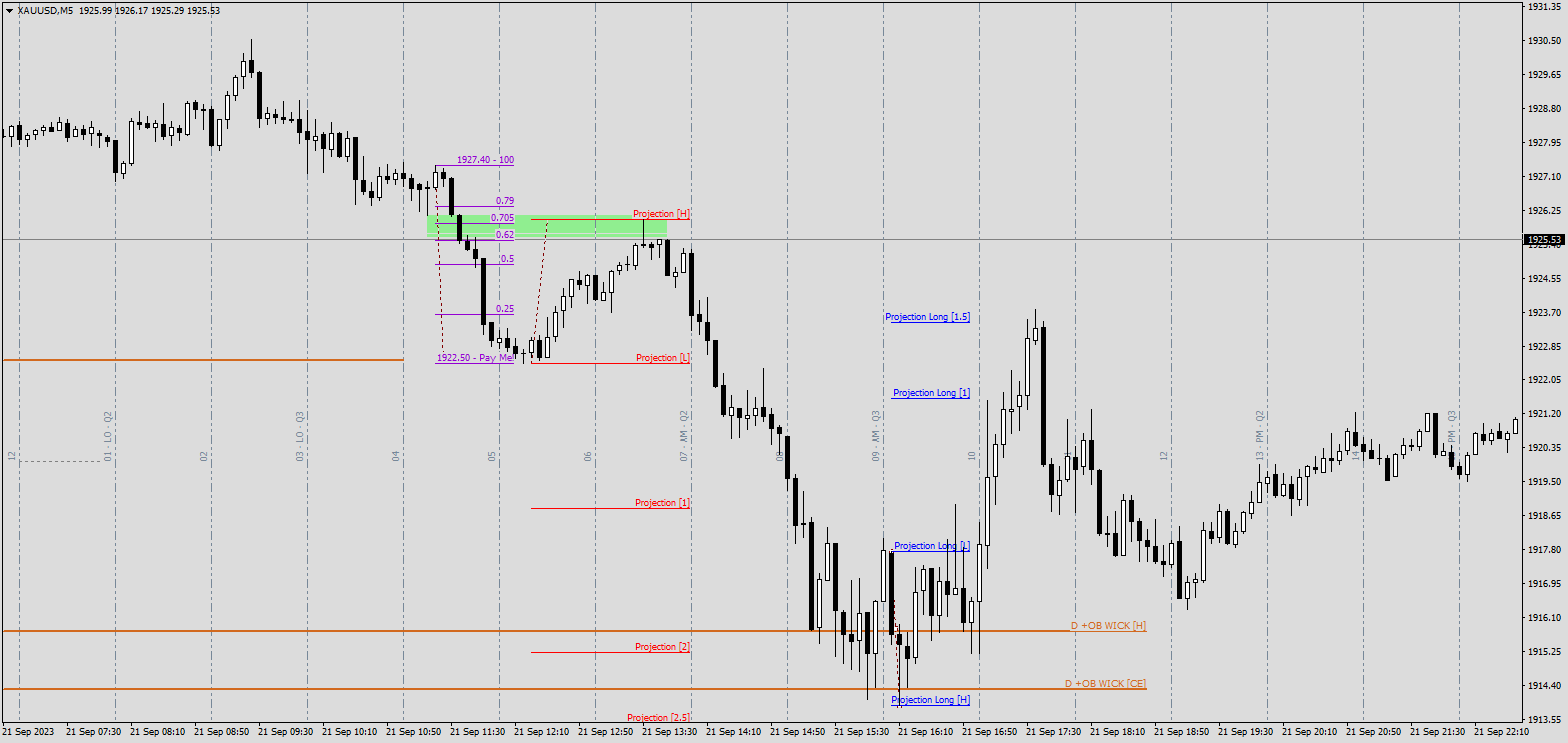 XAUUSD,M5 1925.99 1926.17 1925.29 1925.53
1931.35
1930.50
1929.65
1928.80
1927.95
1927.10
1926.25
1925.53
1925.40
1924.55
1923.70
1922.85
1922.05
1921.20
1920.35
1919.50
1918.65
1917.80
1916.95
1916.10
1915.25
1914.40
1913.55
1927.40 - 100
0.79
0.705
0.62
0.5
0.25
1922.50 - Pay Me!
Projection [H]
Projection [L]
Projection [1]
Projection [2]
Projection [2.5]
Projection Long [1.5]
Projection Long [1]
Projection Long [L]
Projection Long [H]
D +OB WICK [H]
D +OB WICK [CE]
12
01 - LO - Q2
02
03 - LO - Q3
04
05
06
07 - AM - Q2
08
09 - AM - Q3
10
12
13 - PM - Q2
14
PM - Q3
21 Sep 2023
21 Sep 07:30
21 Sep 08:10
21 Sep 08:50
21 Sep 09:30
21 Sep 10:10
21 Sep 10:50
21 Sep 11:30
21 Sep 12:10
21 Sep 12:50
21 Sep 13:30
21 Sep 14:10
21 Sep 14:50
21 Sep 15:30
21 Sep 16:10
21 Sep 16:50
21 Sep 17:30
21 Sep 18:10
21 Sep 18:50
21 Sep 19:30
21 Sep 20:10
21 Sep 20:50
21 Sep 21:30
21 Sep 22:10